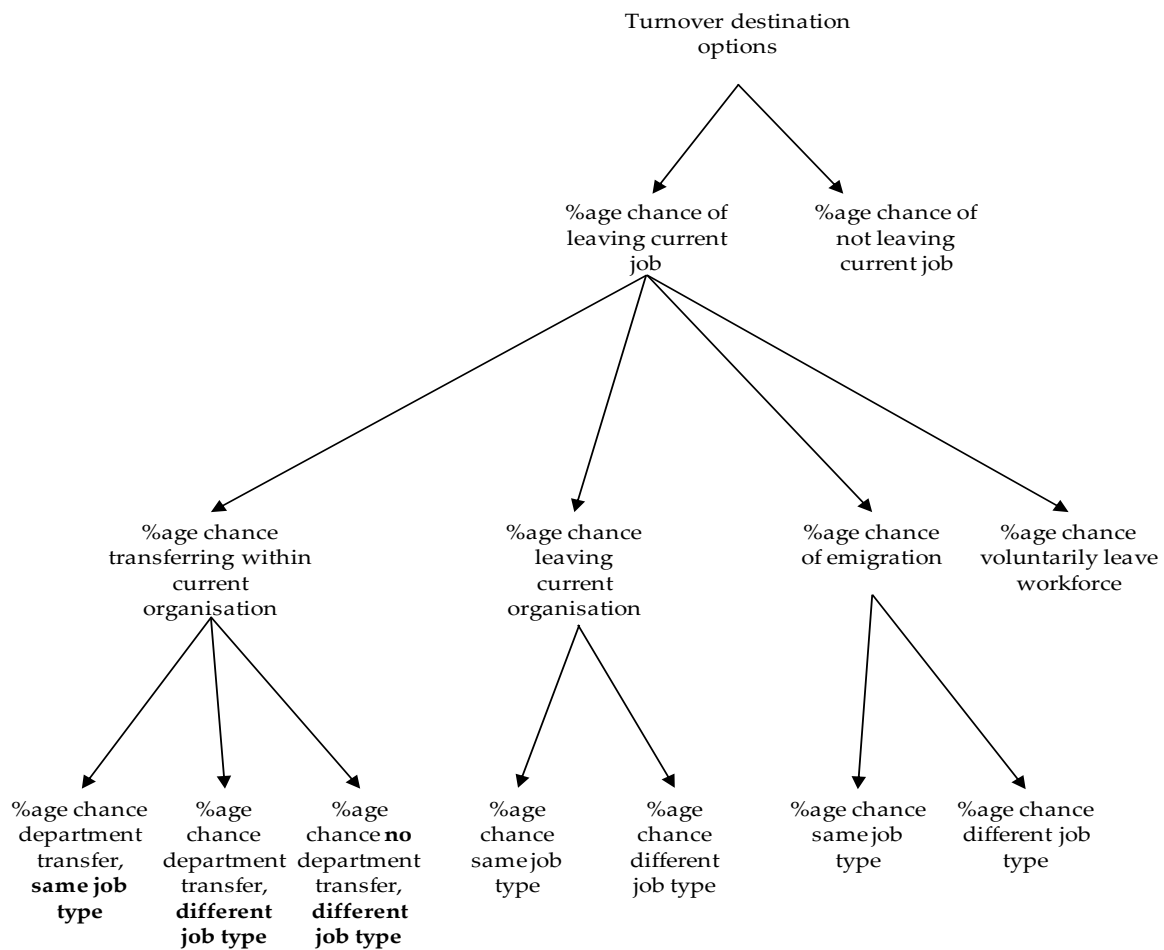 Turnover destination
options
%age chance of
leaving current
job
%age chance of
not leaving
current job
%age chance
transferring within
current
organisation
%age chance
leaving
current
organisation
%age chance
of emigration
%age chance
voluntarily leave
workforce
%age chance
department
transfer,
same job
type
%age
chance
department
transfer,
different
job type
%age
chance no
department
transfer,
different
job type
%age
chance
same job
type
%age
chance
different
job type
%age chance
same job
type
%age chance
different job
type